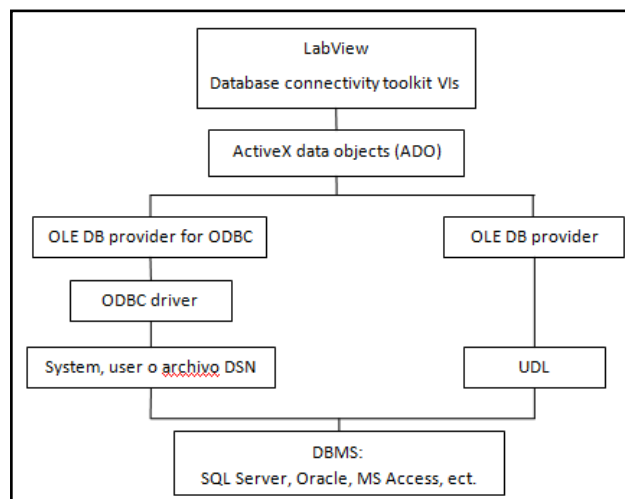 LabView
Database connectivity toolkit VIs
ActiveX data objects (ADO)
OLE DB provider for ODBC
OLE DB provider
ODBC driver
System, user o archivo DSN
UDL
DBMS:
SQL Server, Oracle, MS Access, ect.